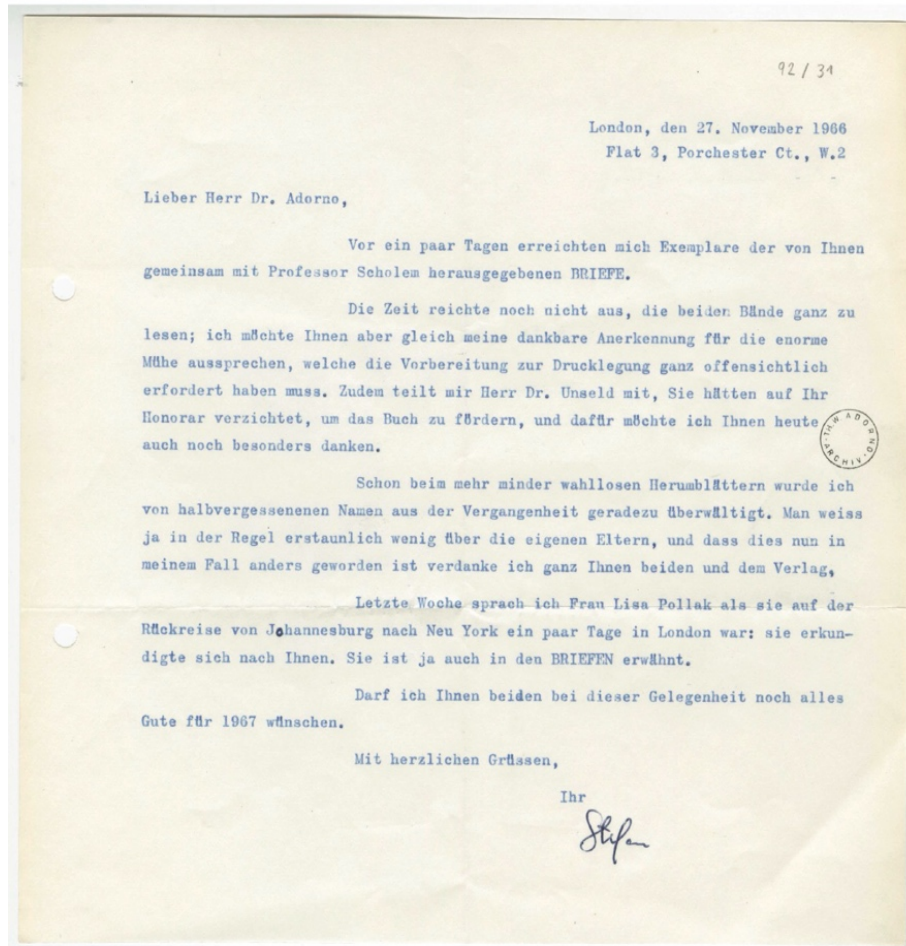 92 / 31
London, den 27. November 1966
Flat 3, Porchester Ct., W.2
Lieber Herr Dr. Adorno,
Vor ein paar Tagen erreichten mich Exemplare der von Ihnen
gemeinsam mit Professor Scholem herausgegebenen BRIEFE.
Die Zeit reichte noch nicht aus, die beiden Bände ganz zu
lesen; ich möchte Ihnen aber gleich meine dankbare Anerkennung für die enorme
Mühe aussprechen, welche die Vorbereitung zur Drucklegung ganz offensichtlich
erfordert haben muss. Zudem teilt mir Herr Dr. Unseld mit, Sie hätten auf Ihr
Honorar verzichtet, um das Buch zu fördern, und dafür möchte ich Ihnen heute
auch noch besonders danken.
TH.W. ADORNO ARCHIV
Schon beim mehr minder wahllosen Herumblättern wurde ich
von halbvergessenenen Namen aus der Vergangenheit geradezu überwältigt. Man weiss
ja in der Regel erstaunlich wenig über die eigenen Eltern, und dass dies nun in
meinem Fall anders geworden ist verdanke ich ganz Ihnen beiden und dem Verlag,
Letzte Woche sprach ich Frau Lisa Pollak als sie auf der
Rückreise von Johannesburg nach Neu York ein paar Tage in London war: sie erkun-
digte sich nach Ihnen. Sie ist ja auch in den BRIEFEN erwähnt.
Darf ich Ihnen beiden bei dieser Gelegenheit noch alles
Gute für 1967 wünschen.
Mit herzlichen Grüssen,
Ihr
Stefan